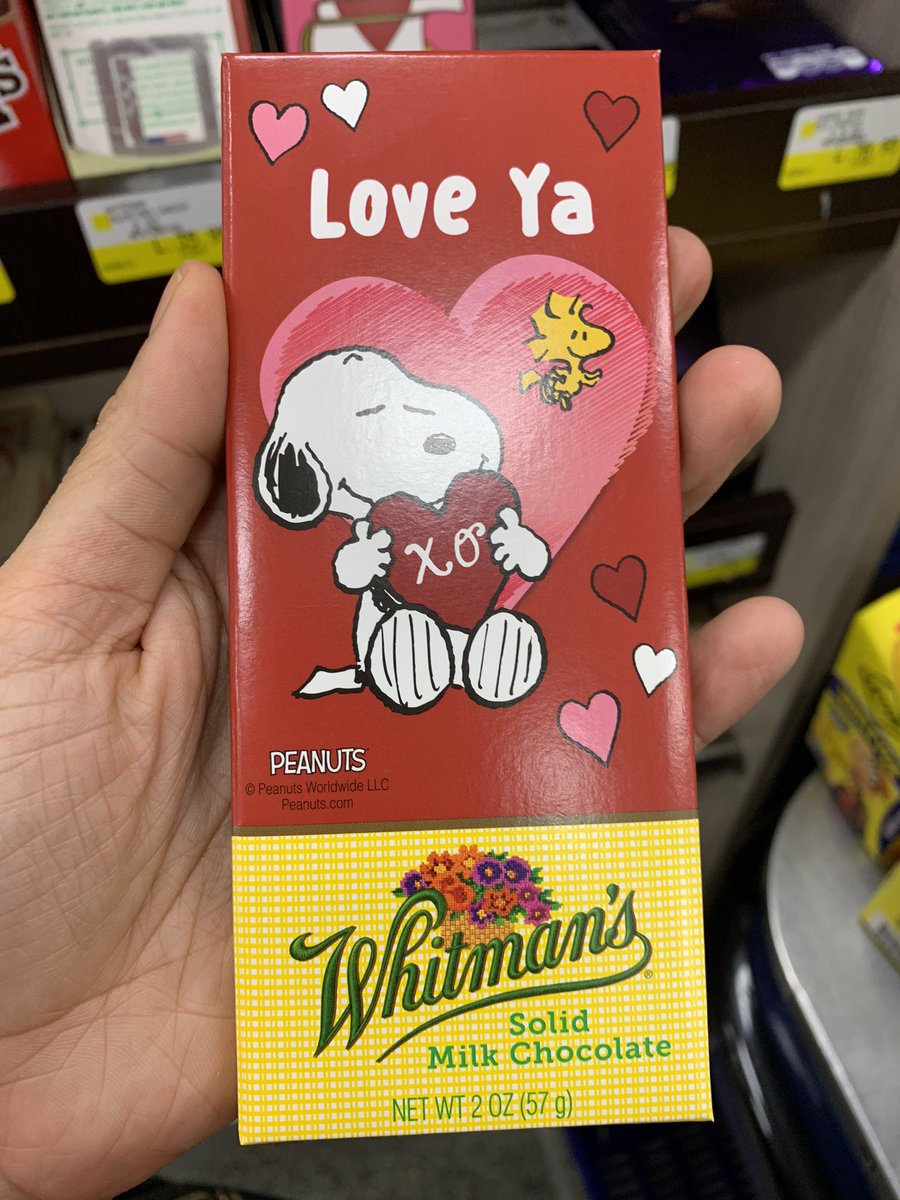 Love Ya
XO
PEANUTS
© Peanuts Worldwide LLC
Peanuts.com
Whitman's®
Solid
Milk Chocolate
NET WT 2 OZ (57 g)